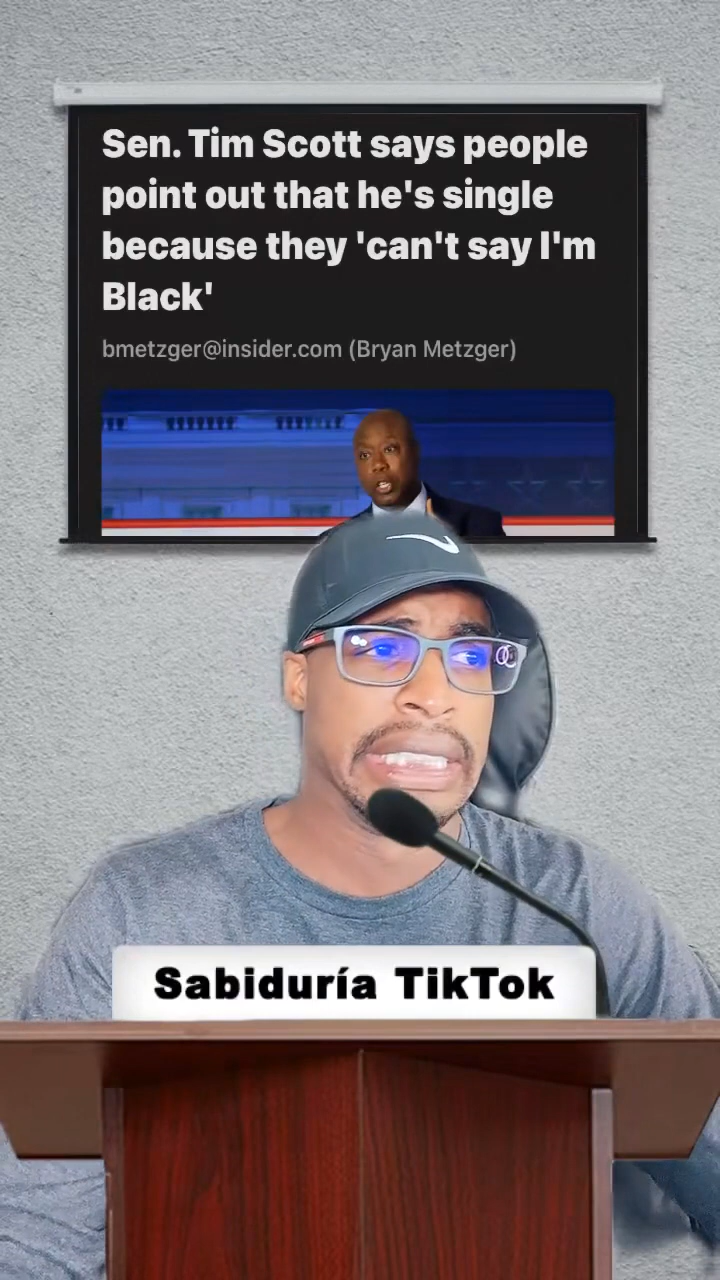 Sen. Tim Scott says people
point out that he's single
because they 'can't say I'm
Black'
bmetzger@insider.com (Bryan Metzger)
Sabiduría TikTok